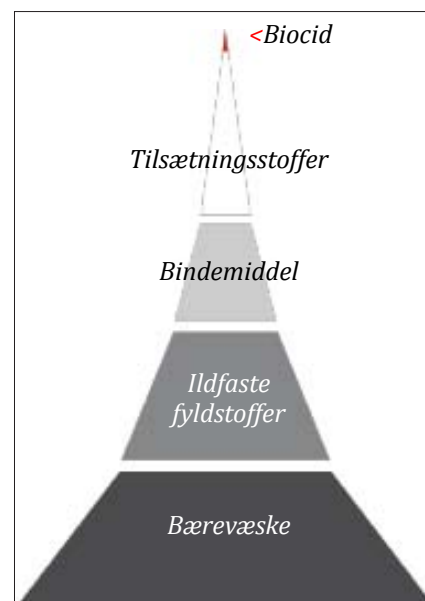 <Biocid
Tilsætningsstoffer
Bindemiddel
Ildfaste
fyldstoffer
Bærevæske